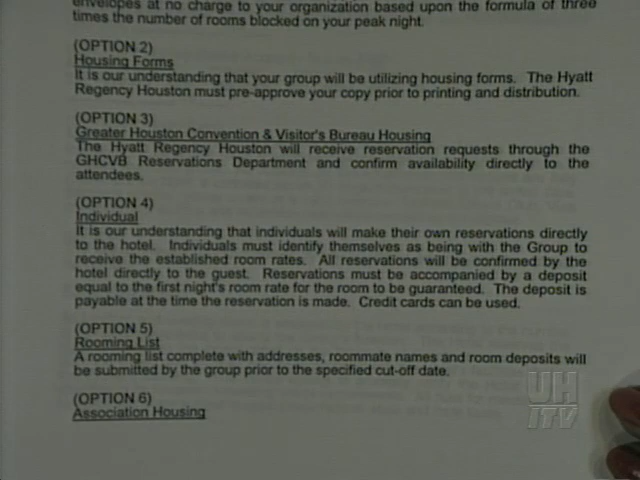 envelopes at no charge to your organization based upon the formula of three
times the number of rooms blocked on your peak night.
(OPTION 2)
Housing Forms
It is our understanding that your group will be utilizing housing forms. The Hyatt
Regency Houston must pre-approve your copy prior to printing and distribution.
(OPTION 3)
Greater Houston Convention & Visitor's Bureau Housing
The Hyatt Regency Houston will receive reservation requests through the
GHCVB Reservations Department and confirm availability directly to the
attendees.
(OPTION 4)
Individual
It is our understanding that individuals will make their own reservations directly
to the hotel. Individuals must identify themselves as being with the Group to
receive the established room rates. All reservations will be confirmed by the
hotel directly to the guest. Reservations must be accompanied by a deposit
equal to the first night's room rate for the room to be guaranteed. The deposit is
payable at the time the reservation is made. Credit cards can be used.
(OPTION 5)
Rooming List
A rooming list complete with addresses, roommate names and room deposits will
be submitted by the group prior to the specified cut-off date.
(OPTION 6)
Association Housing
UH
ITV